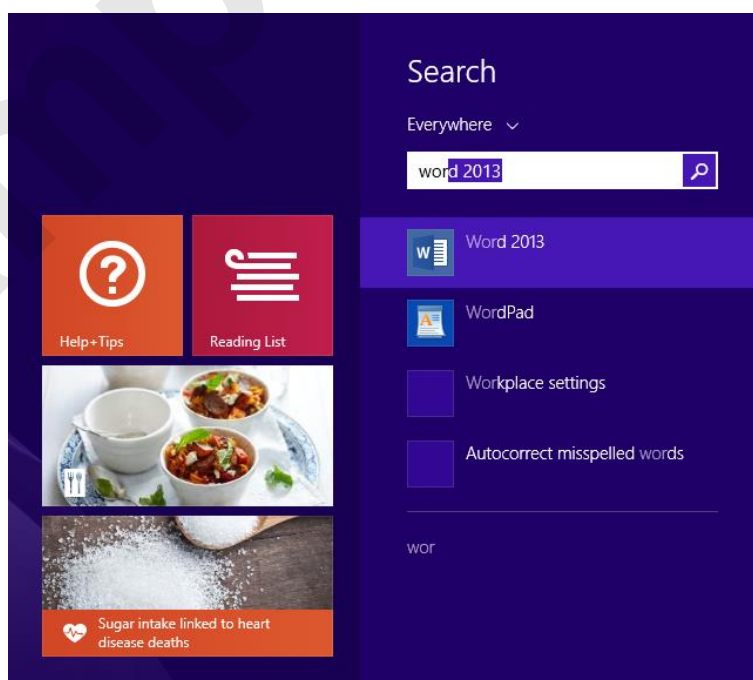 Search
Everywhere
word 2013
Word 2013
WordPad
Workplace settings
Autocorrect misspelled words
wor
Help+Tips
Reading List
Sugar intake linked to heart
disease deaths